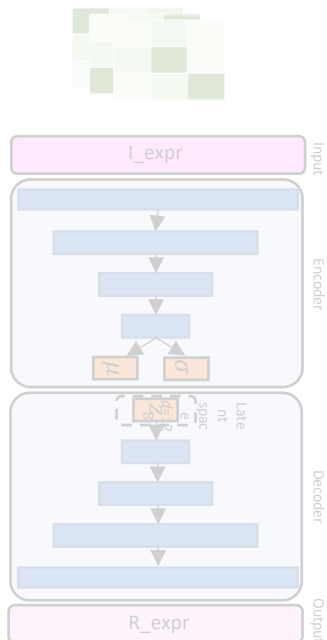 I_expr
Input
Encoder
μ
σ
Late
nt
spac
e
Decoder
R_expr
Output